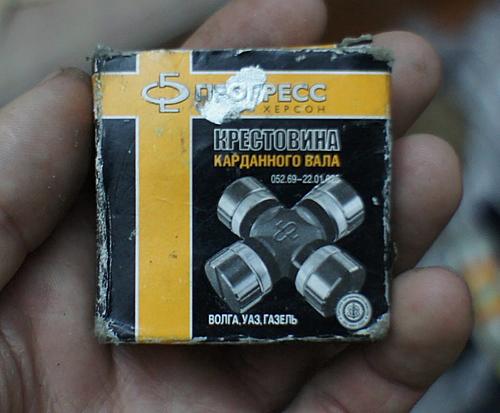 ПРОГРЕСС
ХЕРСОН
КРЕСТОВИНА
КАРДАННОГО ВАЛА
ВОЛГА, УАЗ, ГАЗЕЛЬ